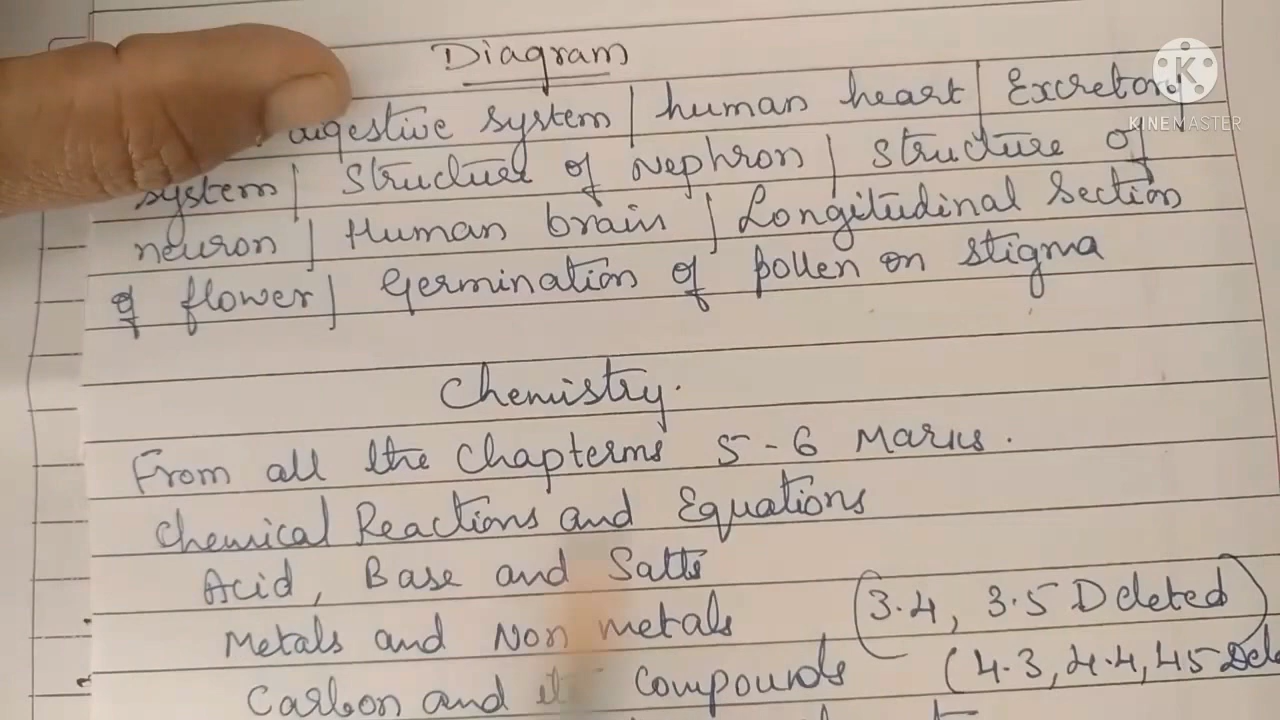 Diagram
digestive system | human heart | Excretory
system | Structure of Nephron | structure of
neuron | Human brain | Longitudinal Section
of flower | Germination of pollen on stigma
K
KINEMASTER
Chemistry.
From all the Chapterms 5-6 Marks.
Chemical Reactions and Equations
Acid, Base and Salts
Metals and Non metals (3.4, 3.5 Deleted)
Carbon and its Compounds (4.3, 4.4, 4.5 Dele